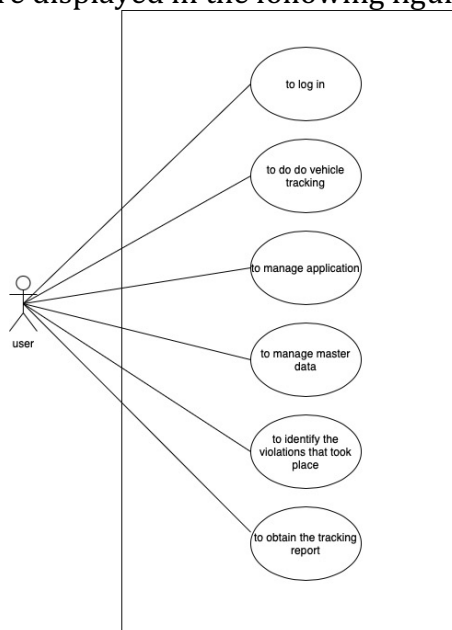 re displayed in the following figu
to log in
to do do vehicle
tracking
to manage application
user
to manage master
data
to identify the
violations that took
place
to obtain the tracking
report